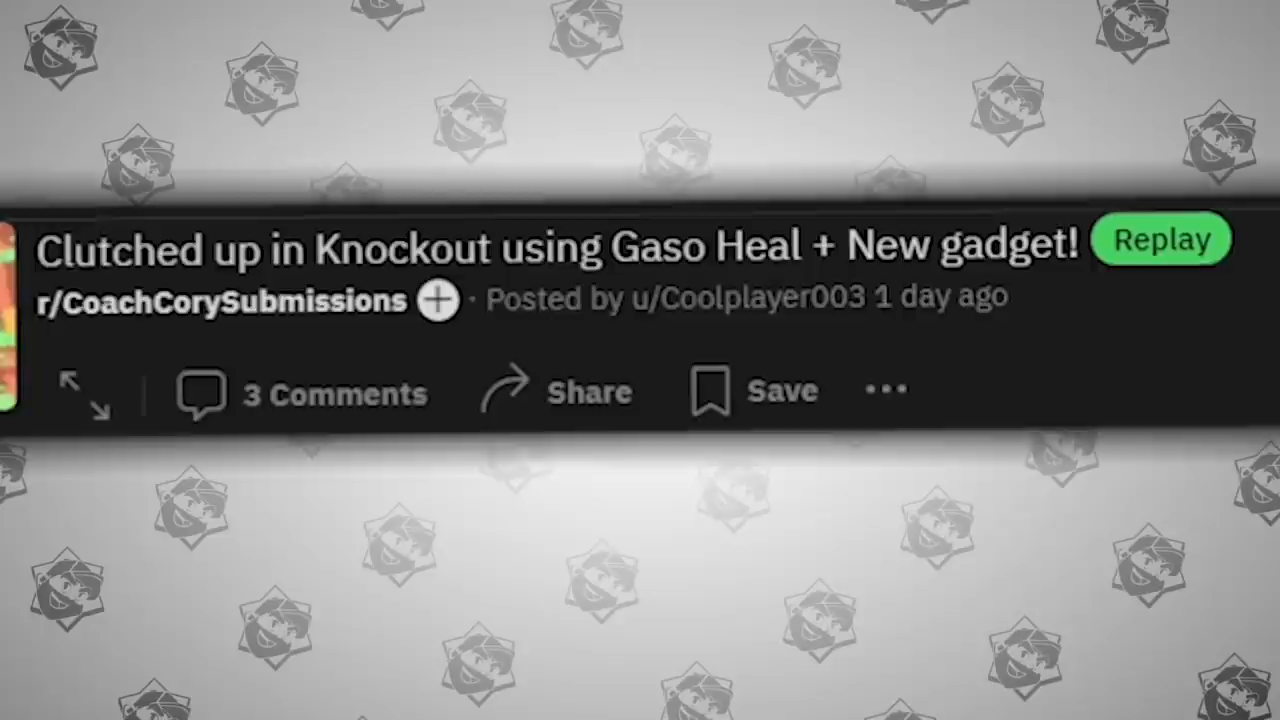 Clutched up in Knockout using Gaso Heal + New gadget! Replay
r/CoachCorySubmissions · Posted by u/Coolplayer003 1 day ago
3 Comments Share Save